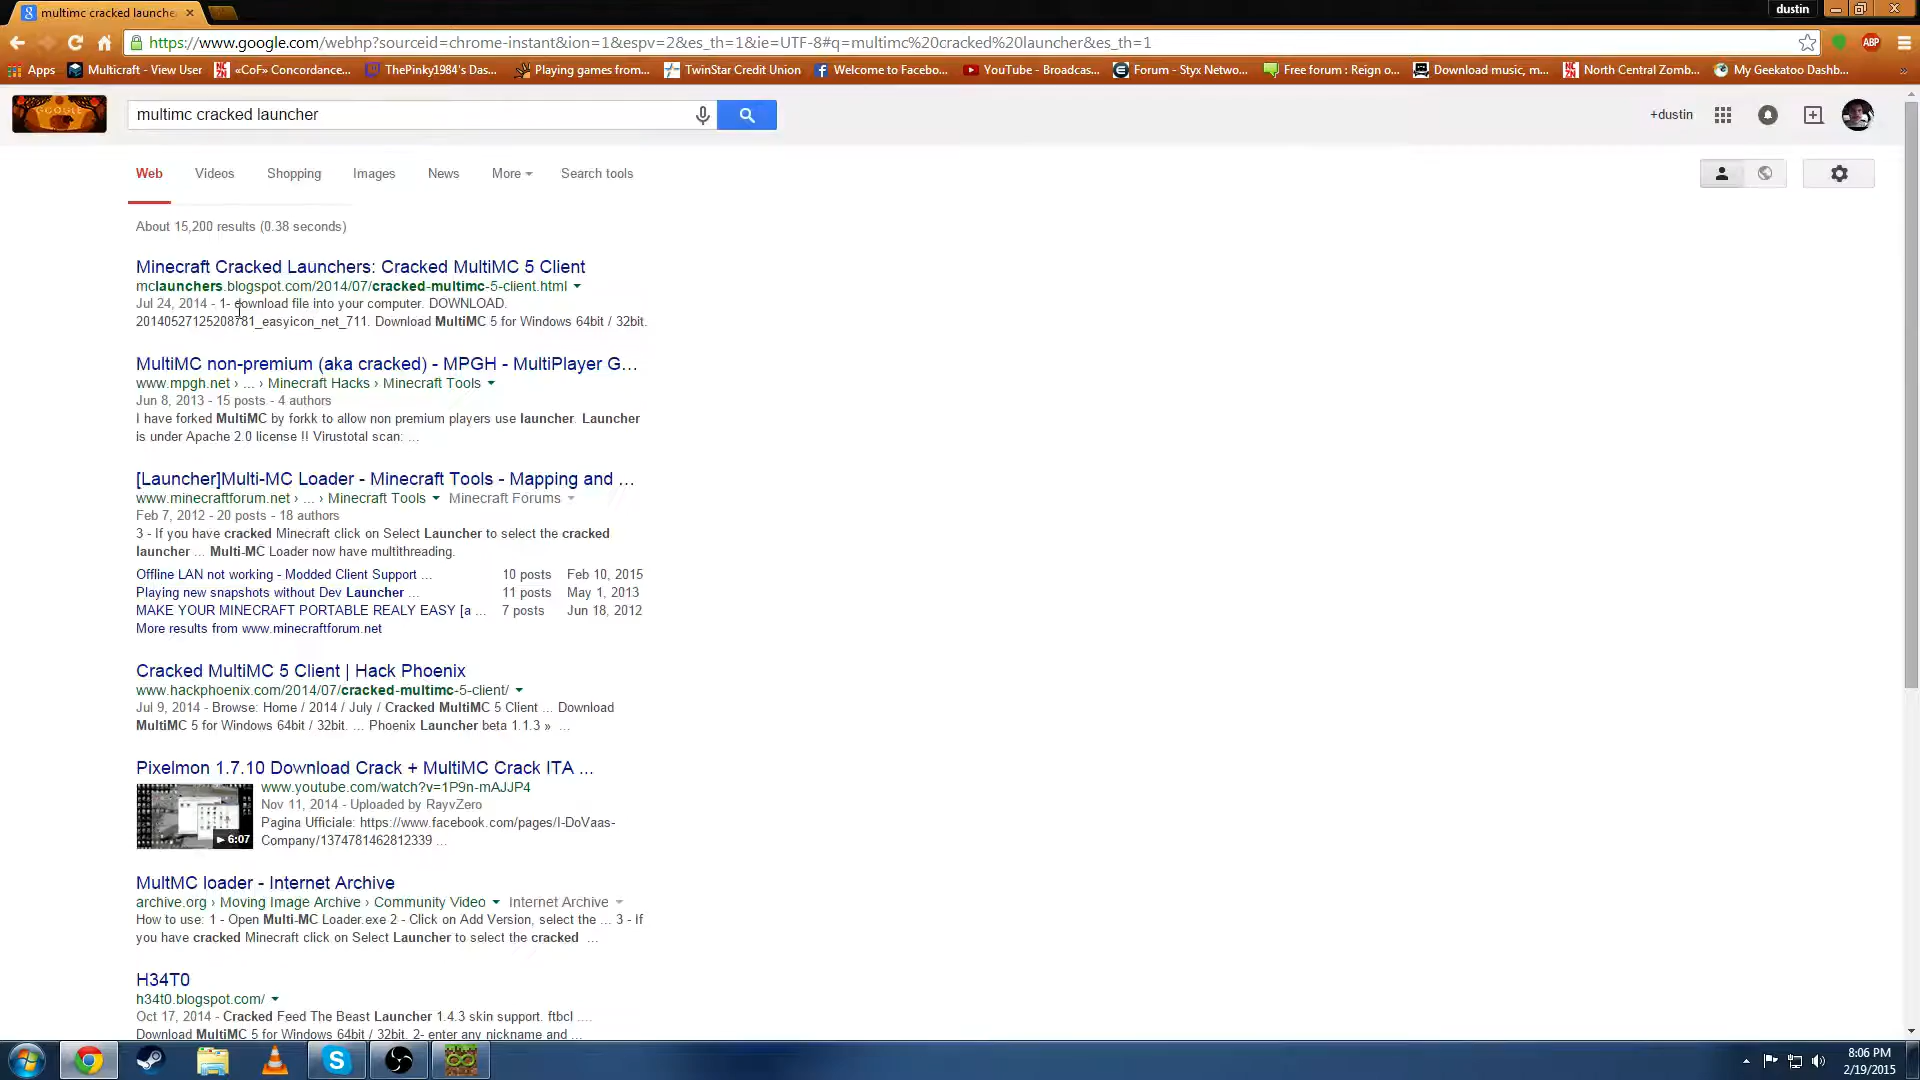 multimc cracked launche
dustin
https://www.google.com/webhp?sourceid=chrome-instant&ion=1&espv=2&es_th=1&ie=UTF-8#q=multimc%20cracked%20launcher&es_th=1
ABP
Apps
Multicraft - View User
«CoF» Concordance...
ThePinky1984's Das...
Playing games from...
TwinStar Credit Union
Welcome to Facebo...
YouTube - Broadcas...
Forum - Styx Netwo...
Free forum : Reign o...
Download music, m...
North Central Zomb...
My Geekatoo Dashb...
»
GOOGLE
multimc cracked launcher
+dustin
Web
Videos
Shopping
Images
News
More
Search tools
About 15,200 results (0.38 seconds)
Minecraft Cracked Launchers: Cracked MultiMC 5 Client
mclaunchers.blogspot.com/2014/07/cracked-multimc-5-client.html
Jul 24, 2014 - 1- download file into your computer. DOWNLOAD.
20140527125208781_easyicon_net_711. Download MultiMC 5 for Windows 64bit / 32bit.
MultiMC non-premium (aka cracked) - MPGH - MultiPlayer G...
www.mpgh.net › ... › Minecraft Hacks › Minecraft Tools
Jun 8, 2013 - 15 posts - 4 authors
I have forked MultiMC by forkk to allow non premium players use launcher. Launcher
is under Apache 2.0 license !! Virustotal scan: ...
[Launcher]Multi-MC Loader - Minecraft Tools - Mapping and ...
www.minecraftforum.net › ... › Minecraft Tools Minecraft Forums
Feb 7, 2012 - 20 posts - 18 authors
3 - If you have cracked Minecraft click on Select Launcher to select the cracked
launcher ... Multi-MC Loader now have multithreading.
Offline LAN not working - Modded Client Support ... 10 posts Feb 10, 2015
Playing new snapshots without Dev Launcher ... 11 posts May 1, 2013
MAKE YOUR MINECRAFT PORTABLE REALY EASY [a ... 7 posts Jun 18, 2012
More results from www.minecraftforum.net
Cracked MultiMC 5 Client | Hack Phoenix
www.hackphoenix.com/2014/07/cracked-multimc-5-client/
Jul 9, 2014 - Browse: Home / 2014 / July / Cracked MultiMC 5 Client ... Download
MultiMC 5 for Windows 64bit / 32bit. ... Phoenix Launcher beta 1.1.3 » ...
Pixelmon 1.7.10 Download Crack + MultiMC Crack ITA ...
www.youtube.com/watch?v=1P9n-mAJJP4
Nov 11, 2014 - Uploaded by RayvZero
Pagina Ufficiale: https://www.facebook.com/pages/I-DoVaas-
Company/1374781462812339 ...
6:07
MultMC loader - Internet Archive
archive.org › Moving Image Archive › Community Video Internet Archive
How to use: 1 - Open Multi-MC Loader.exe 2 - Click on Add Version, select the ... 3 - If
you have cracked Minecraft click on Select Launcher to select the cracked ...
H34T0
h34t0.blogspot.com/
Oct 17, 2014 - Cracked Feed The Beast Launcher 1.4.3 skin support. ftbcl ....
Download MultiMC 5 for Windows 64bit / 32bit. 2- enter any nickname and ...
8:06 PM
2/19/2015